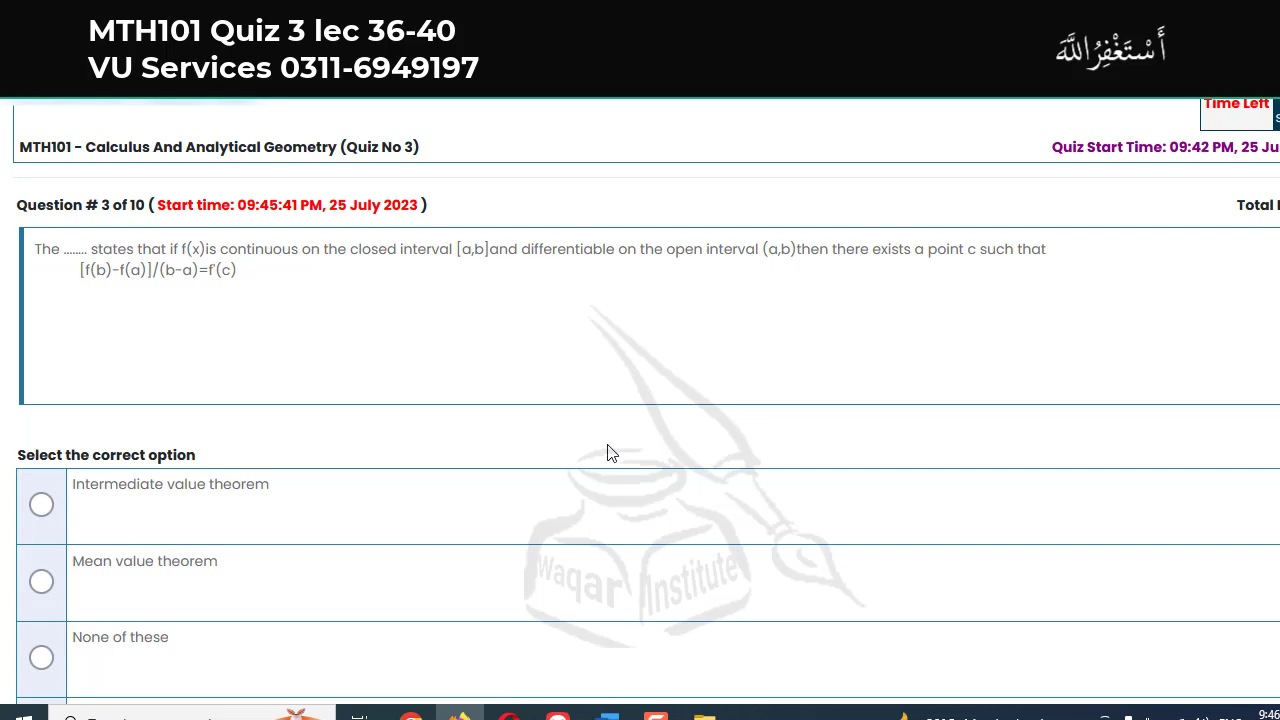 MTH101 Quiz 3 lec 36-40
VU Services 0311-6949197
أَسْتَغْفِرُ اللَّهَ
Time Left
MTH101 - Calculus And Analytical Geometry (Quiz No 3)
Quiz Start Time: 09:42 PM, 25 Ju
Question # 3 of 10 ( Start time: 09:45:41 PM, 25 July 2023 )
Total
The ........ states that if f(x)is continuous on the closed interval [a,b]and differentiable on the open interval (a,b)then there exists a point c such that
[f(b)-f(a)]/(b-a)=f'(c)
Select the correct option
Intermediate value theorem
Mean value theorem
None of these
Waqar Institute
9:46